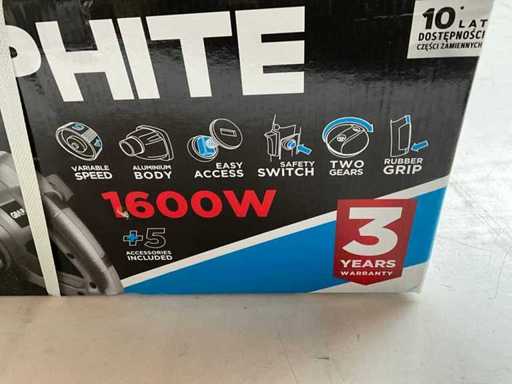 PHITE
10* LAT
DOSTĘPNOŚCI
CZĘŚCI ZAMIENNYCH
VARIABLE
SPEED
ALUMINIUM
BODY
EASY
ACCESS
SAFETY
SWITCH
TWO
GEARS
RUBBER
GRIP
1600W
+5
ACCESSORIES
INCLUDED
3
YEARS
WARRANTY